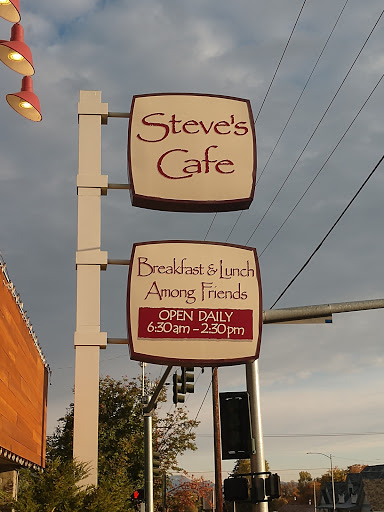 Steve's
Cafe
Breakfast & Lunch
Among Friends
OPEN DAILY
6:30am - 2:30pm